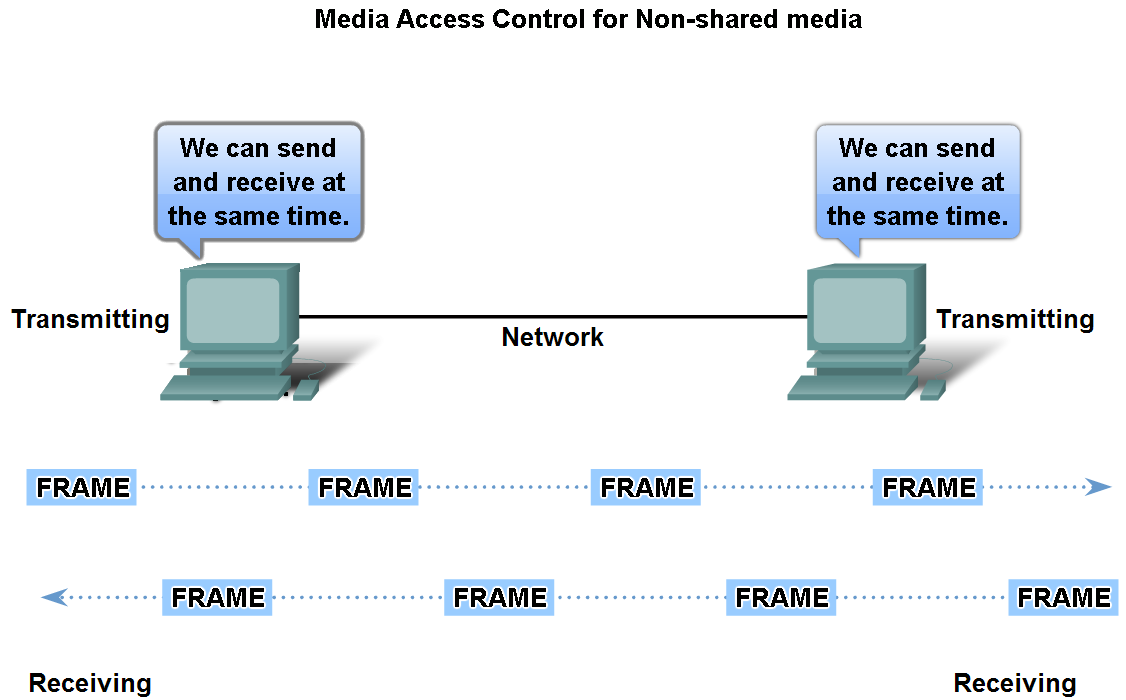 Media Access Control for Non-shared media
We can send
and receive at
the same time.
We can send
and receive at
the same time.
Transmitting
Network
Transmitting
FRAME FRAME FRAME FRAME
FRAME FRAME FRAME FRAME
Receiving
Receiving